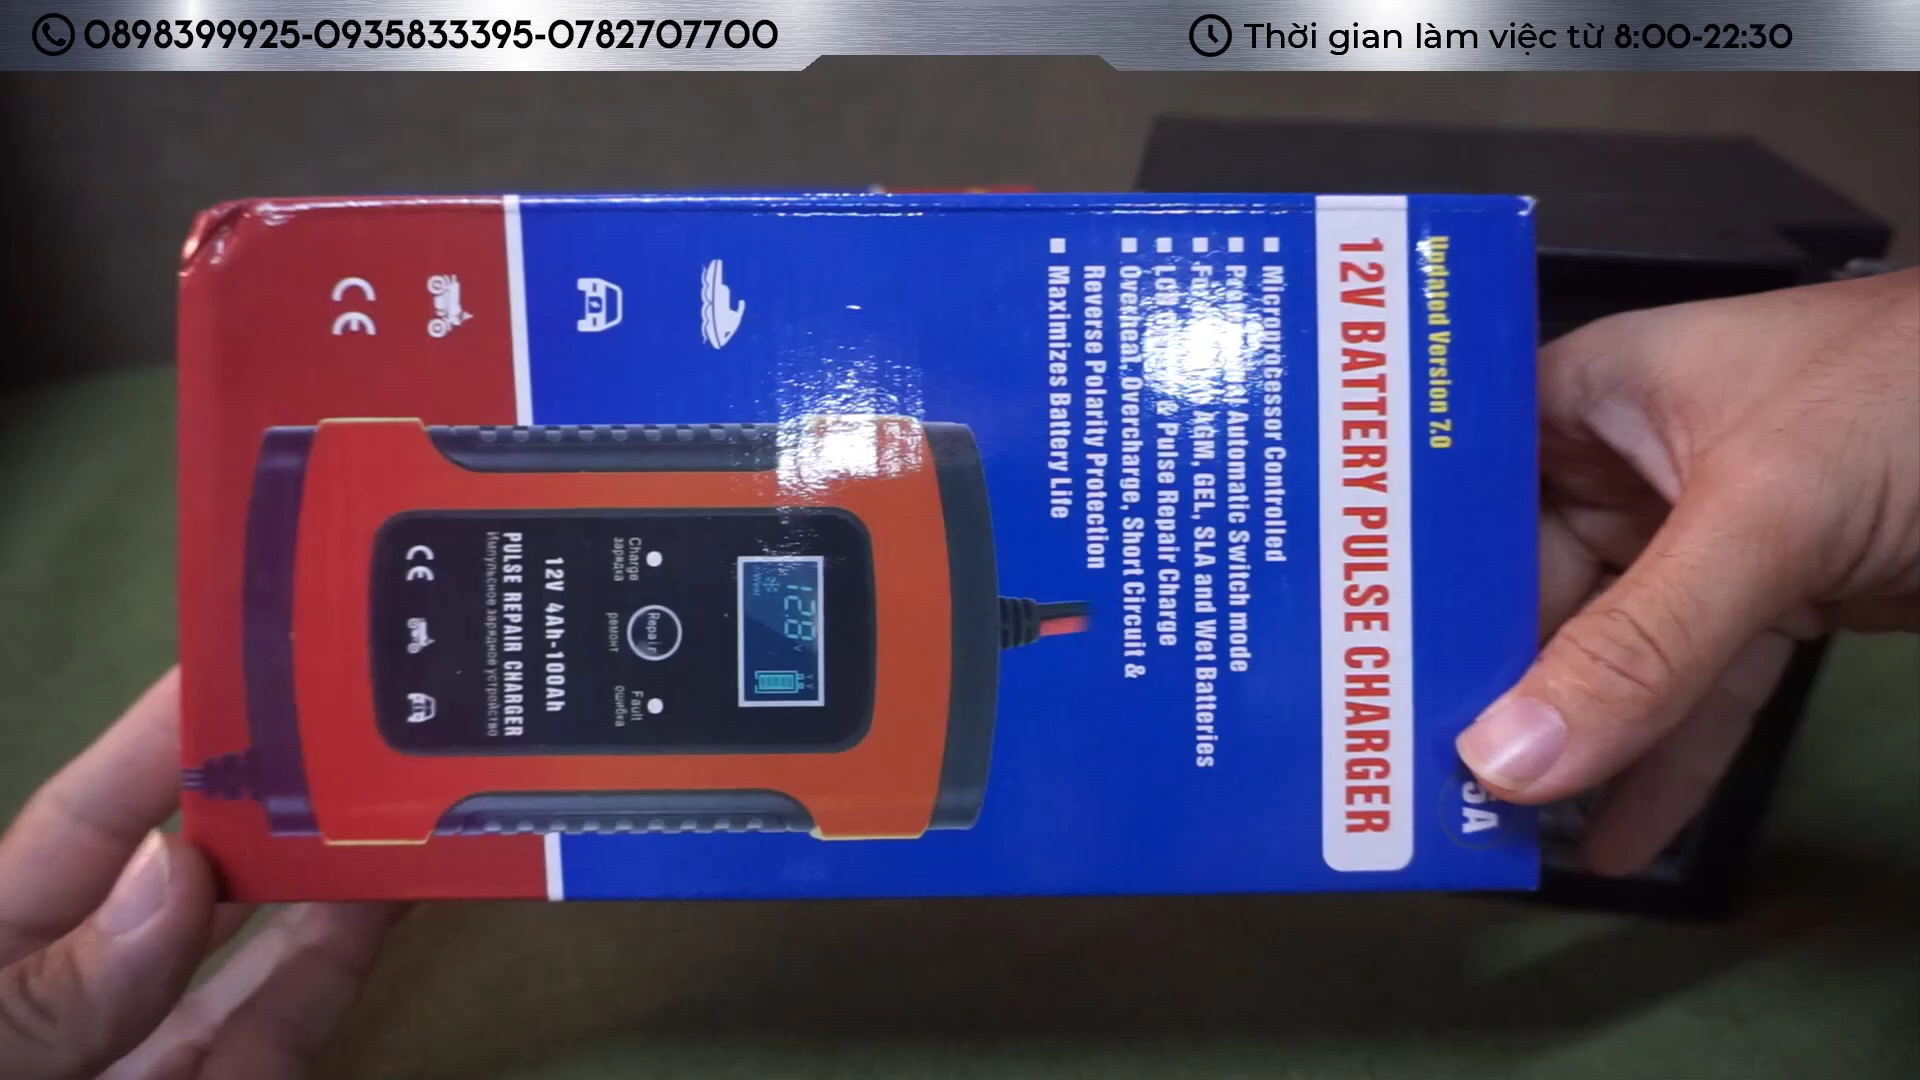 0898399925-0935833395-0782707700
Thời gian làm việc từ 8:00-22:30
Updated Version 7.0
5A
12V BATTERY PULSE CHARGER
Microprocessor Controlled
Automatic Switch mode
AGM, GEL, SLA and Wet Batteries
& Pulse Repair Charge
Overheat, Overcharge, Short Circuit &
Reverse Polarity Protection
Maximizes Battery Life
12.8 V
Charge
зарядка
Repair
ремонт
Fault
ошибка
12V 4Ah-100Ah
PULSE REPAIR CHARGER
Импульсное зарядное устройство
CE
CE